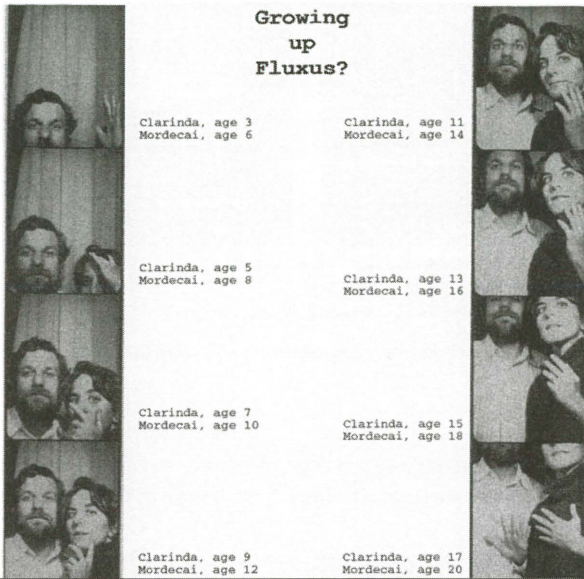 Growing
up
Fluxus?
Clarinda, age 3
Mordecai, age 6
Clarinda, age 5
Mordecai, age 8
Clarinda, age 7
Mordecai, age 10
Clarinda, age 9
Mordecai, age 12
Clarinda, age 11
Mordecai, age 14
Clarinda, age 13
Mordecai, age 16
Clarinda, age 15
Mordecai, age 18
Clarinda, age 17
Mordecai, age 20